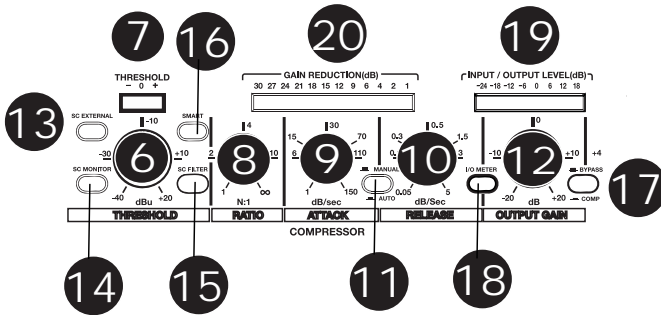 7 16 20 19
THRESHOLD
− 0 +
GAIN REDUCTION(dB)
30 27 24 21 18 15 12 9 6 4 2 1
INPUT / OUTPUT LEVEL(dB)
-24 -18 -12 -6 0 6 12 18
13
SC EXTERNAL
-10
SMART
4
30
0.5
0
15 70
0.3 1.5
-30 +10
2 10
6 110
0
3
-10 +10
+4
6 8 9 10 12
SC MONITOR
SC FILTER
MANUAL
AUTO
I/O METER
BYPASS
COMP
17
-40 +20
dBu
1 ∞
N:1
1 150
dB/sec
0.05 5
dB/Sec
-20 +20
dB
THRESHOLD RATIO ATTACK RELEASE OUTPUT GAIN
COMPRESSOR
14 15 11 18